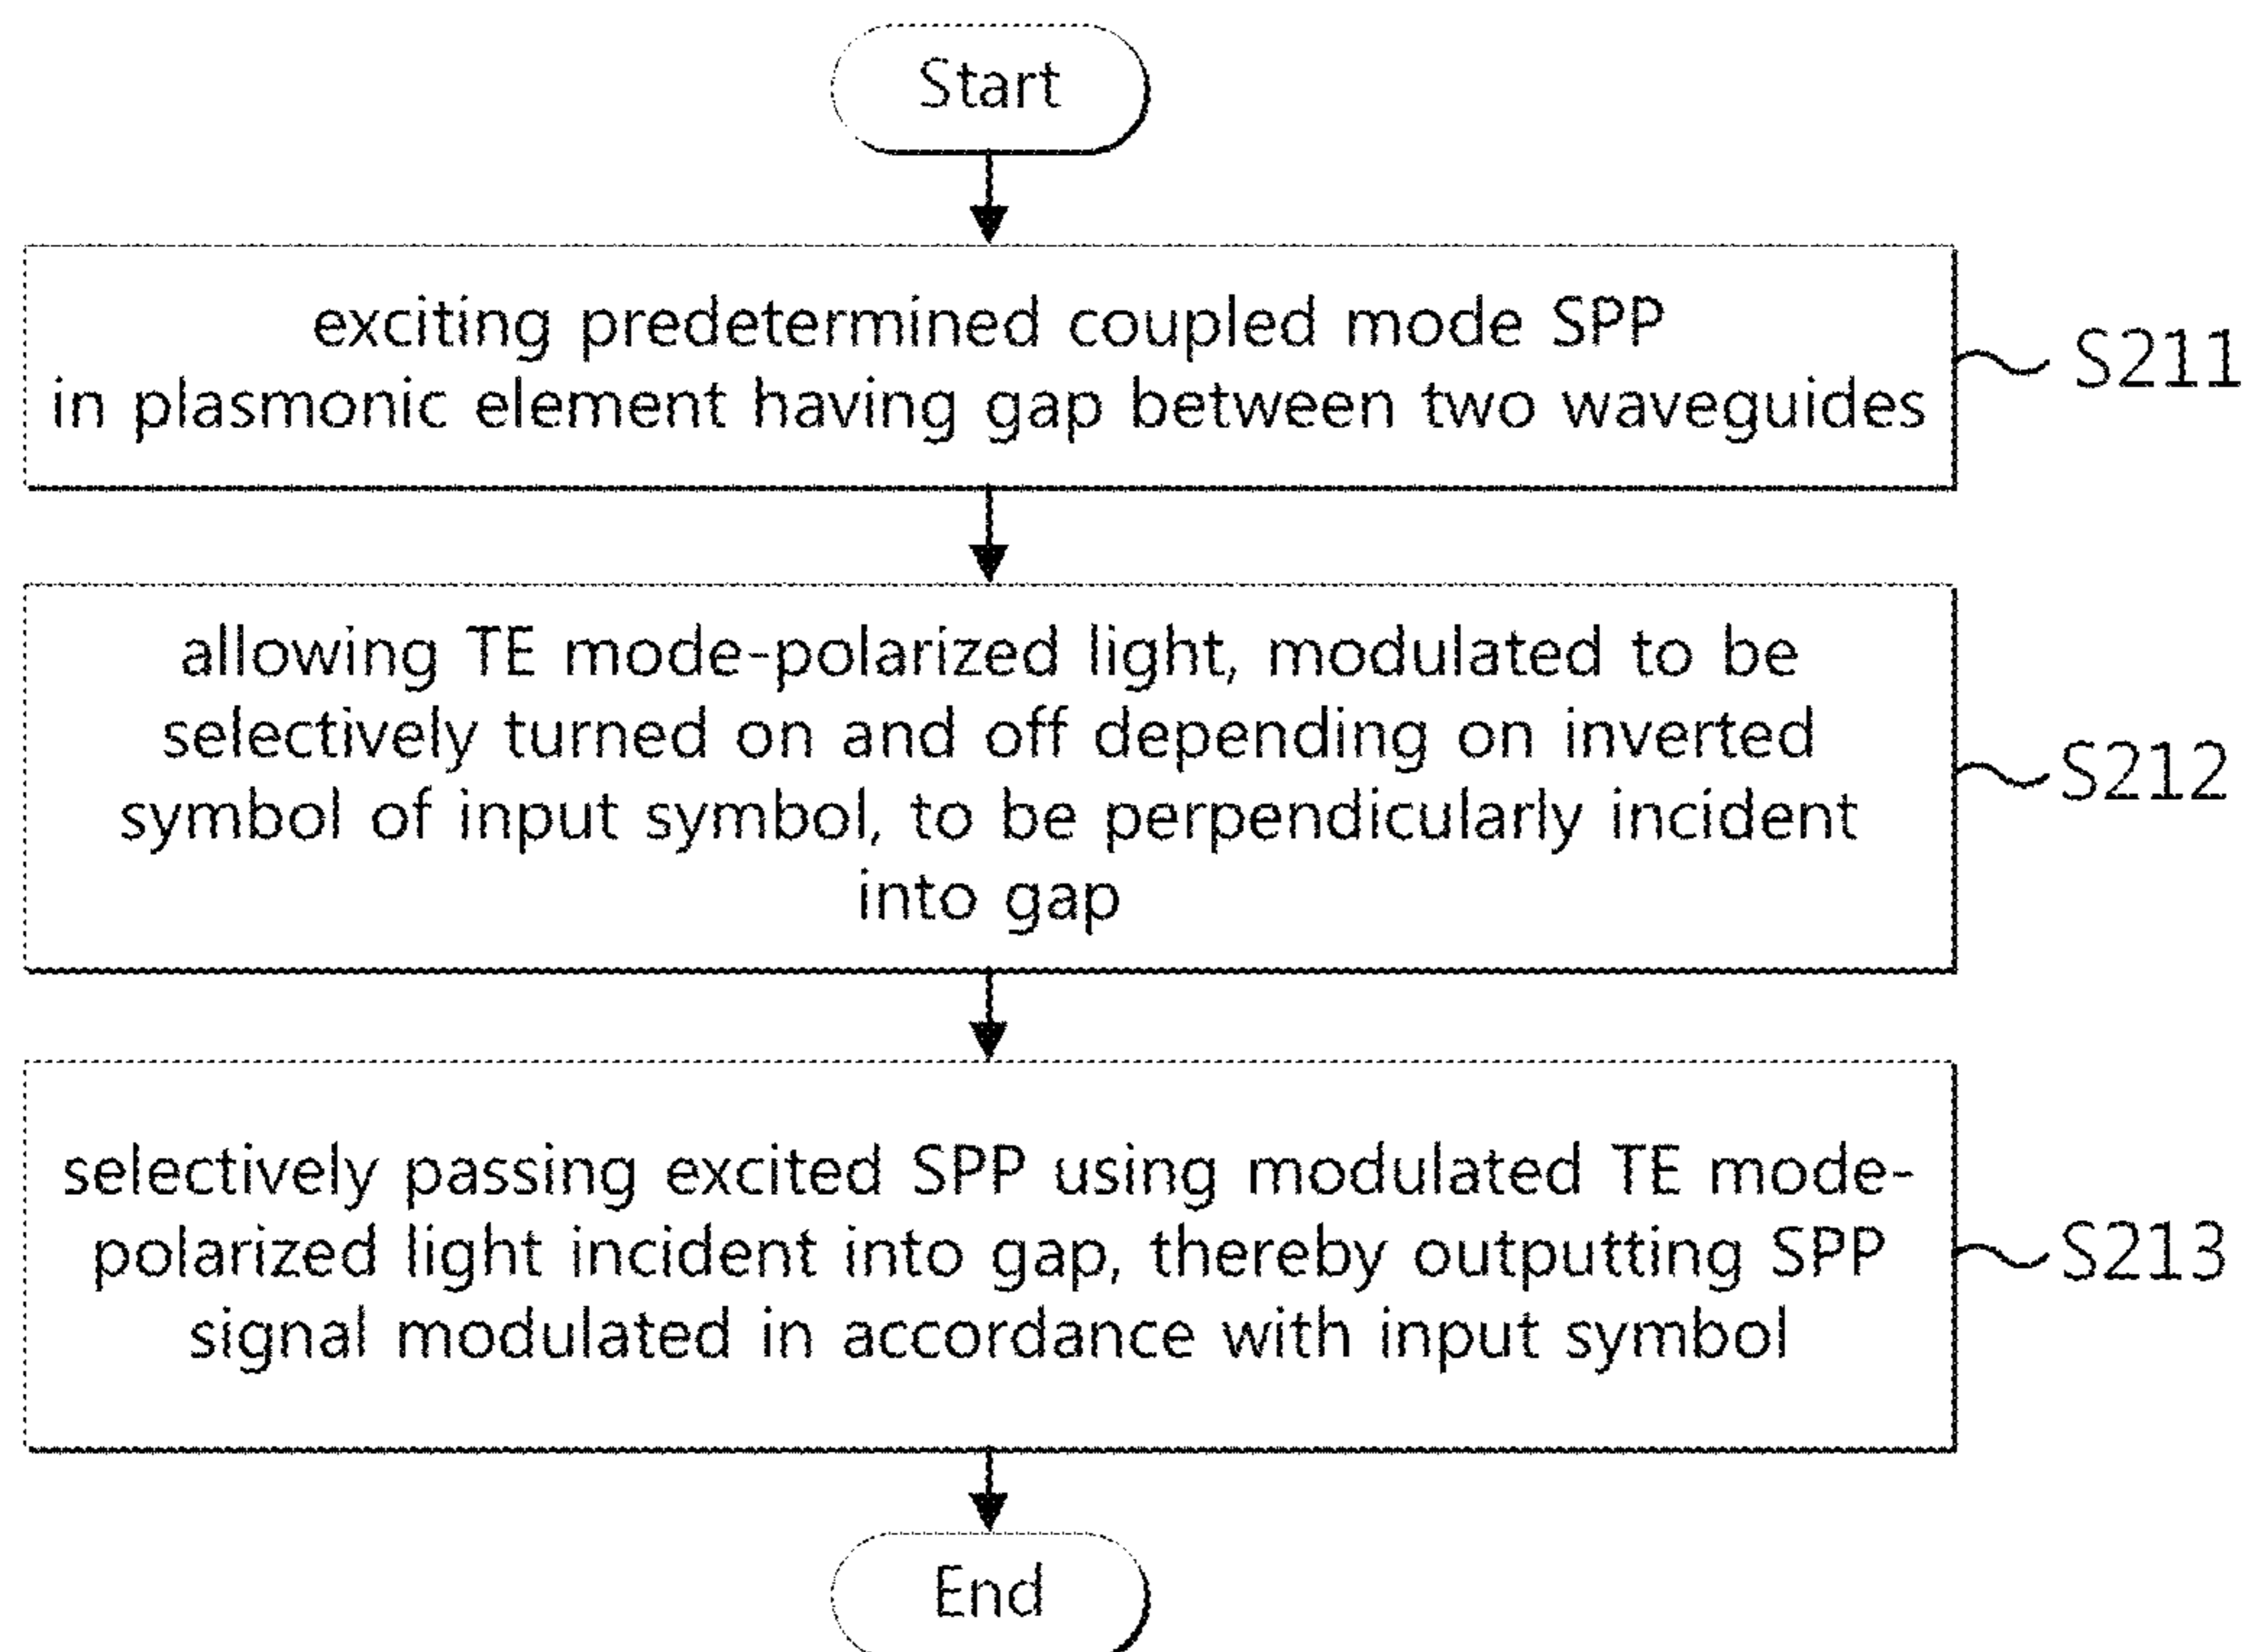 Start
exciting predetermined coupled mode SPP
in plasmonic element having gap between two waveguides
S211
allowing TE mode-polarized light, modulated to be
selectively turned on and off depending on inverted
symbol of input symbol, to be perpendicularly incident
into gap
S212
selectively passing excited SPP using modulated TE mode-
polarized light incident into gap, thereby outputting SPP
signal modulated in accordance with input symbol
S213
End